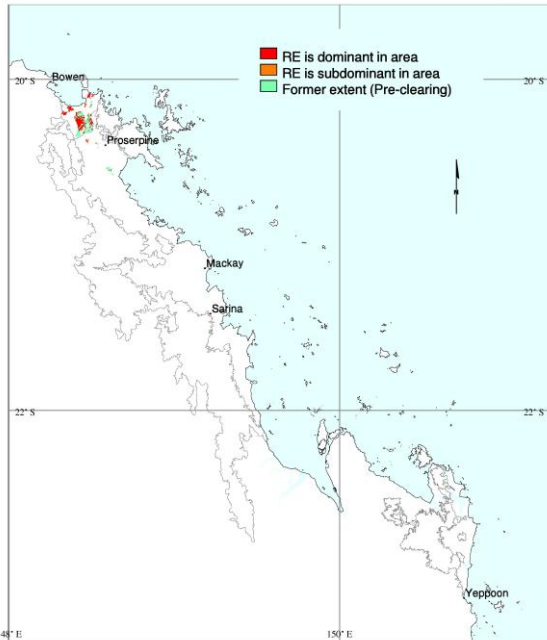 RE is dominant in area
RE is subdominant in area
Former extent (Pre-clearing)
Bowen
20° S
20° S
Proserpine
N
Mackay
Sarina
22° S
22° S
Yeppoon
48° E
150° E